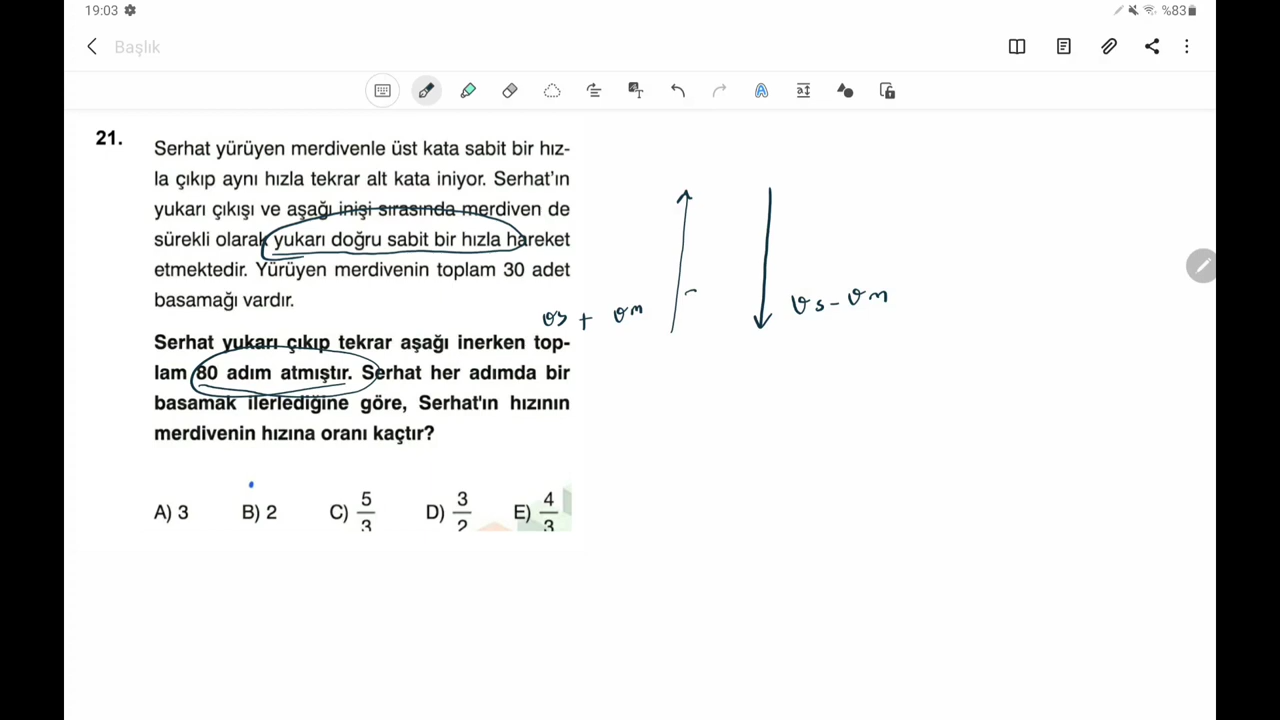 19:03
%83
Başlık
21.
Serhat yürüyen merdivenle üst kata sabit bir hız-
la çıkıp aynı hızla tekrar alt kata iniyor. Serhat'ın
yukarı çıkışı ve aşağı inişi sırasında merdiven de
sürekli olarak yukarı doğru sabit bir hızla hareket
etmektedir. Yürüyen merdivenin toplam 30 adet
basamağı vardır.
Serhat yukarı çıkıp tekrar aşağı inerken top-
lam 80 adım atmıştır. Serhat her adımda bir
basamak ilerlediğine göre, Serhat'ın hızının
merdivenin hızına oranı kaçtır?
A) 3 B) 2 C) 5/3 D) 3/2 E) 4/3
vs + vm
vs - vm